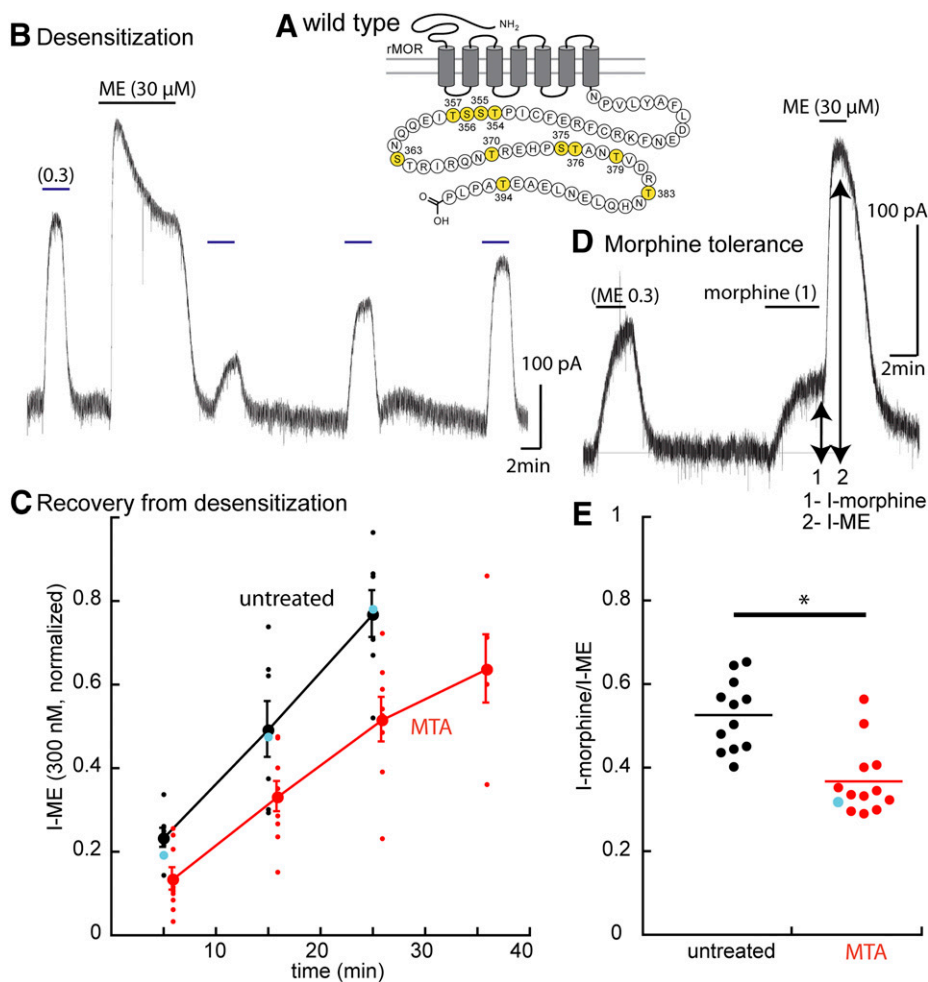 B Desensitization
A wild type
NH₂
rMOR
NPVLYAF
357 355
L
NQQEITSSTPICFERFCRKFNED
356 354
363 370 375
STRIRQNTREHPSTANTVDR
376 379
PLPATEAELNELQHNT 383
O
OH
394
ME (30 µM)
(0.3)
100 pA
2min
D Morphine tolerance
(ME 0.3)
morphine (1)
ME (30 µM)
100 pA
2min
1 2
1- I-morphine
2- I-ME
C Recovery from desensitization
I-ME (300 nM, normalized)
0.8
0.6
0.4
0.2
0
untreated
MTA
10 20 30 40
time (min)
E
I-morphine/I-ME
1
0.8
0.6
0.4
0.2
0
*
untreated MTA